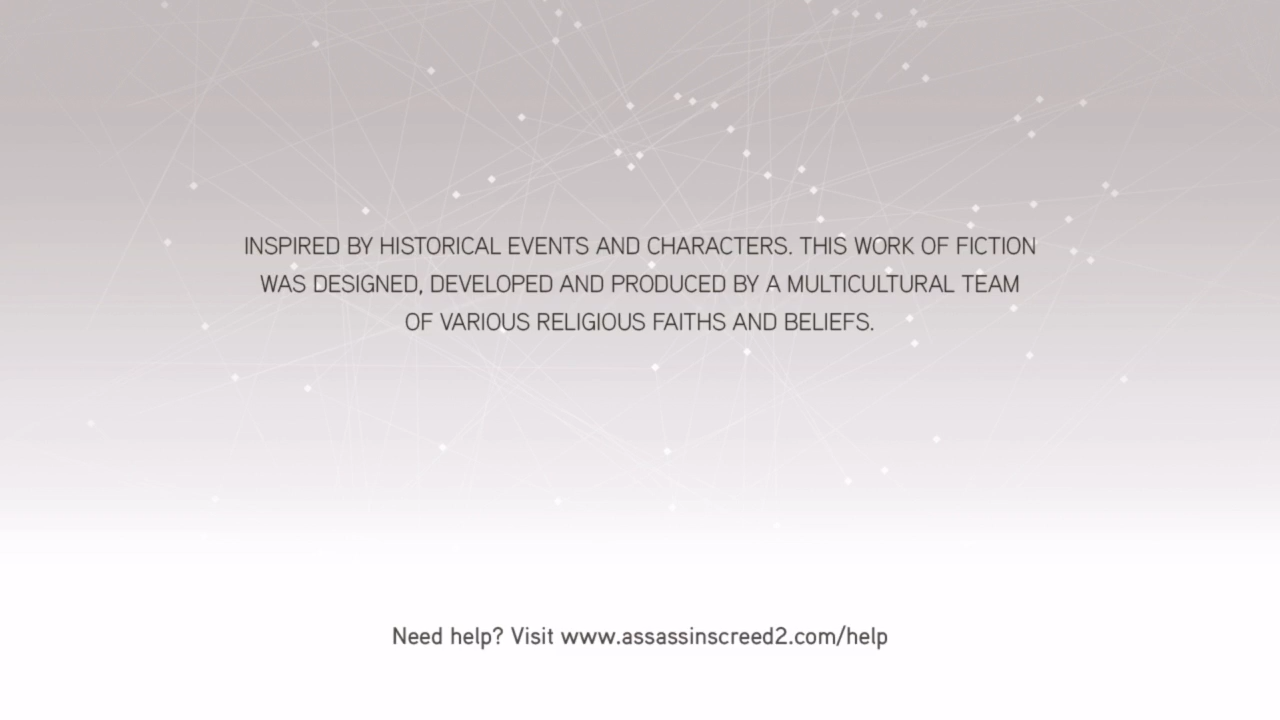 INSPIRED BY HISTORICAL EVENTS AND CHARACTERS. THIS WORK OF FICTION
WAS DESIGNED, DEVELOPED AND PRODUCED BY A MULTICULTURAL TEAM
OF VARIOUS RELIGIOUS FAITHS AND BELIEFS.
Need help? Visit www.assassinscreed2.com/help